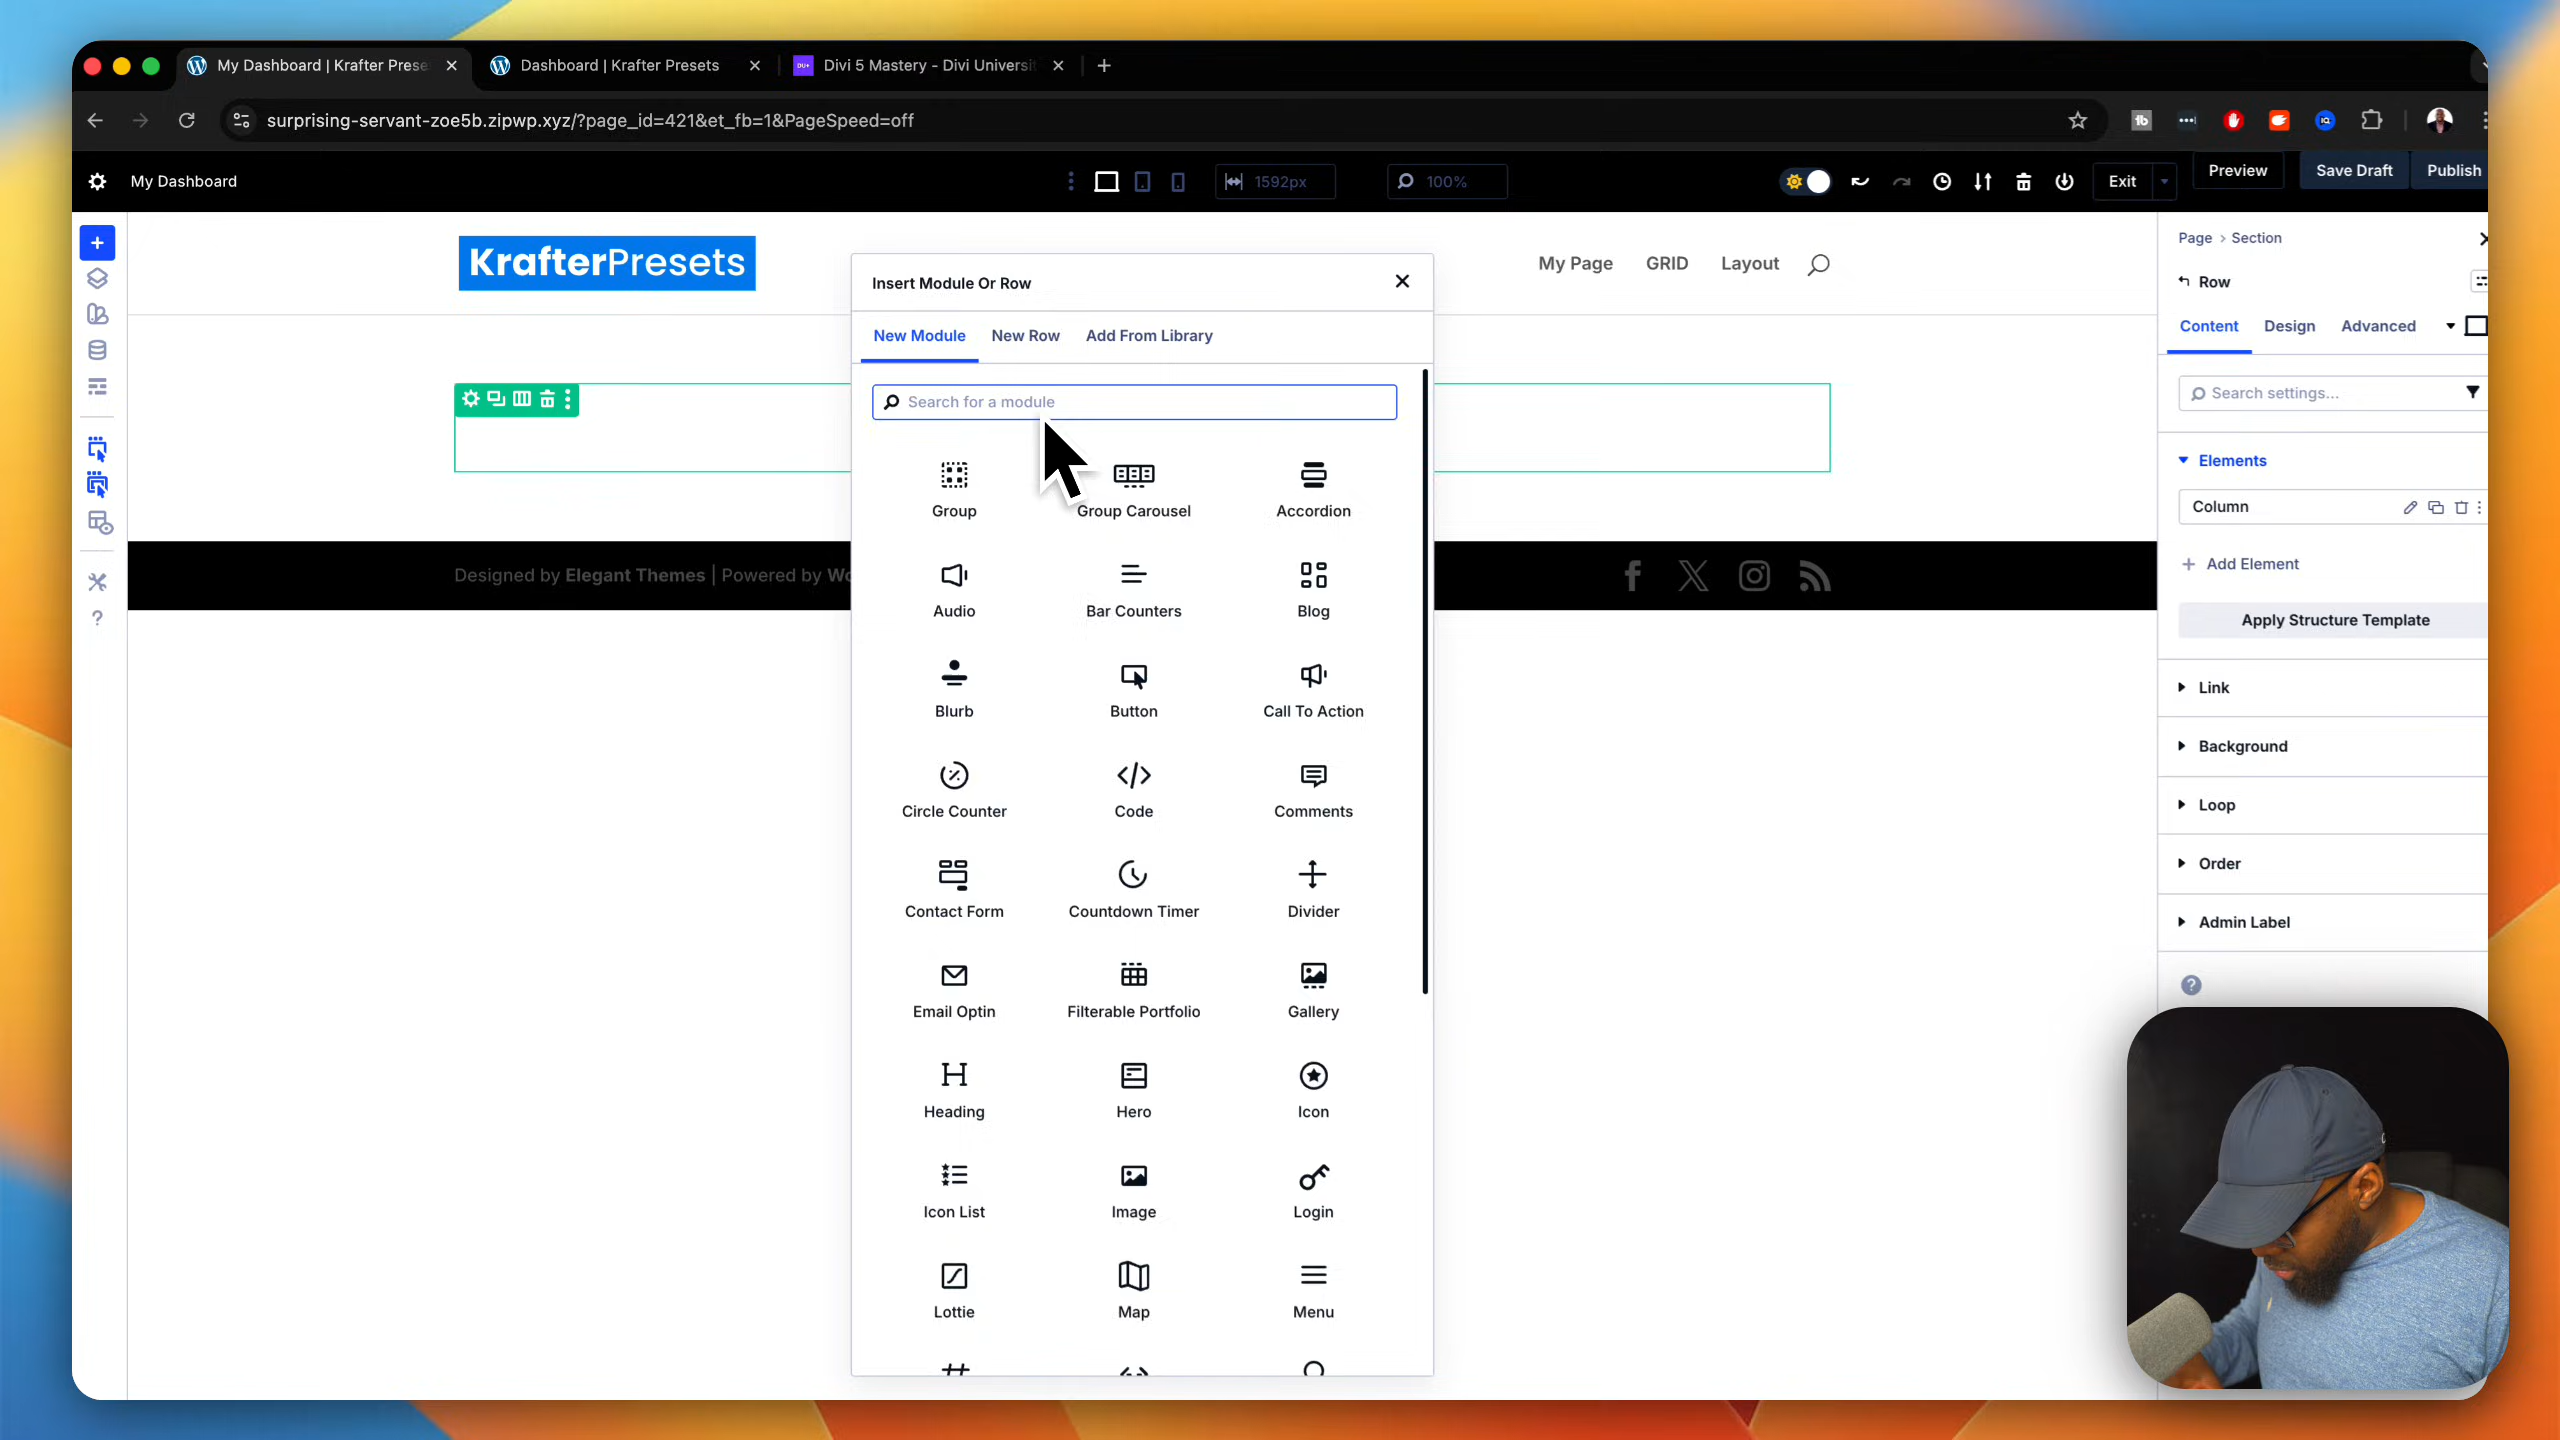 My Dashboard | Krafter Prese
Dashboard | Krafter Presets
DU+
Divi 5 Mastery - Divi Universit
surprising-servant-zoe5b.zipwp.xyz/?page_id=421&et_fb=1&PageSpeed=off
My Dashboard
1592px
100%
Exit
Preview
Save Draft
Publish
KrafterPresets
My Page
GRID
Layout
Insert Module Or Row
New Module
New Row
Add From Library
Search for a module
Group
Group Carousel
Accordion
Audio
Bar Counters
Blog
Blurb
Button
Call To Action
Circle Counter
Code
Comments
Contact Form
Countdown Timer
Divider
Email Optin
Filterable Portfolio
Gallery
Heading
Hero
Icon
Icon List
Image
Login
Lottie
Map
Menu
Designed by Elegant Themes | Powered by Wo
Page > Section
Row
Content
Design
Advanced
Search settings...
Elements
Column
+ Add Element
Apply Structure Template
Link
Background
Loop
Order
Admin Label